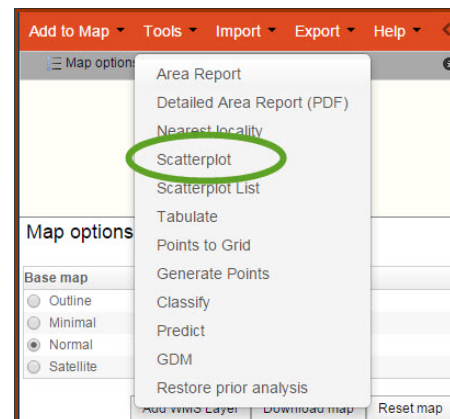 Add to Map Tools Import Export Help
Map options
Area Report
Detailed Area Report (PDF)
Nearest locality
Scatterplot
Scatterplot List
Tabulate
Points to Grid
Generate Points
Classify
Predict
GDM
Restore prior analysis
Map options
Base map
Outline
Minimal
Normal
Satellite
Add WMS Layer Download map Reset map